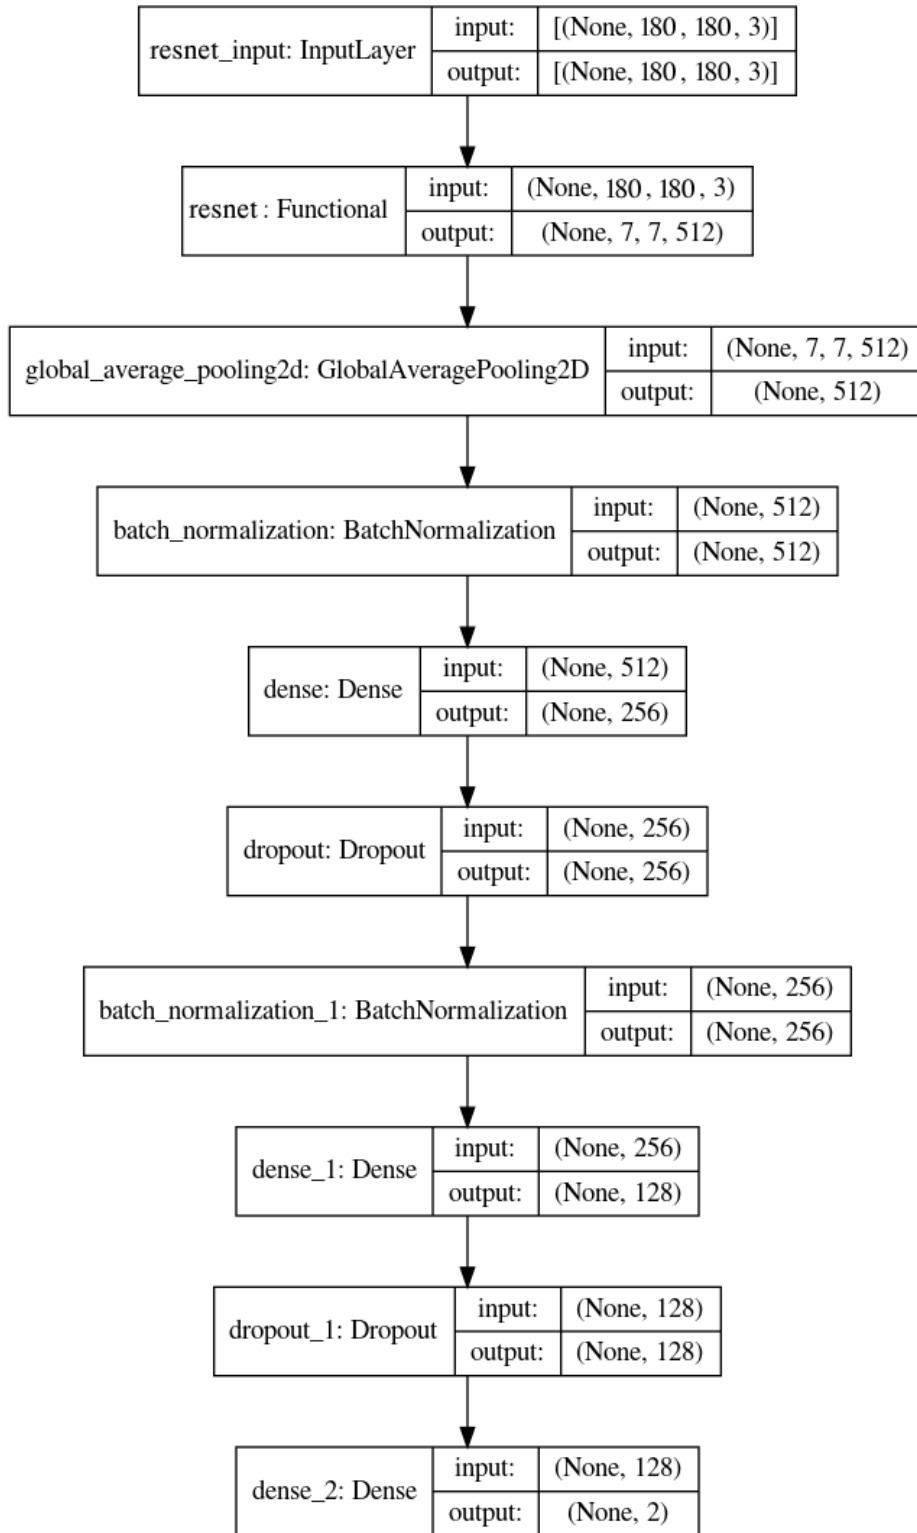 resnet_input: InputLayer
input: [(None, 180, 180, 3)]
output: [(None, 180, 180, 3)]
resnet : Functional
input: (None, 180, 180, 3)
output: (None, 7, 7, 512)
global_average_pooling2d: GlobalAveragePooling2D
input: (None, 7, 7, 512)
output: (None, 512)
batch_normalization: BatchNormalization
input: (None, 512)
output: (None, 512)
dense: Dense
input: (None, 512)
output: (None, 256)
dropout: Dropout
input: (None, 256)
output: (None, 256)
batch_normalization_1: BatchNormalization
input: (None, 256)
output: (None, 256)
dense_1: Dense
input: (None, 256)
output: (None, 128)
dropout_1: Dropout
input: (None, 128)
output: (None, 128)
dense_2: Dense
input: (None, 128)
output: (None, 2)